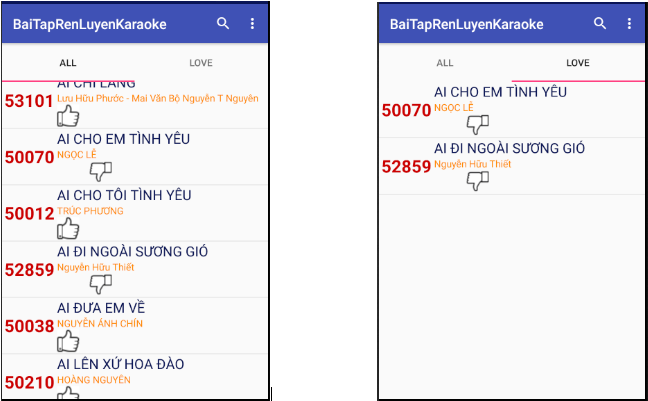 BaiTapRenLuyenKaraoke
ALL LOVE
AI CHI LĂNG
53101
Lưu Hữu Phước - Mai Văn Bộ Nguyễn T Nguyên
AI CHO EM TÌNH YÊU
50070
NGỌC LỄ
AI CHO TÔI TÌNH YÊU
50012
TRÚC PHƯƠNG
AI ĐI NGOÀI SƯƠNG GIÓ
52859
Nguyễn Hữu Thiết
AI ĐƯA EM VỀ
50038
NGUYỄN ÁNH CHÍN
AI LÊN XỨ HOA ĐÀO
50210
HOÀNG NGUYÊN
BaiTapRenLuyenKaraoke
ALL LOVE
AI CHO EM TÌNH YÊU
50070
NGỌC LỄ
AI ĐI NGOÀI SƯƠNG GIÓ
52859
Nguyễn Hữu Thiết